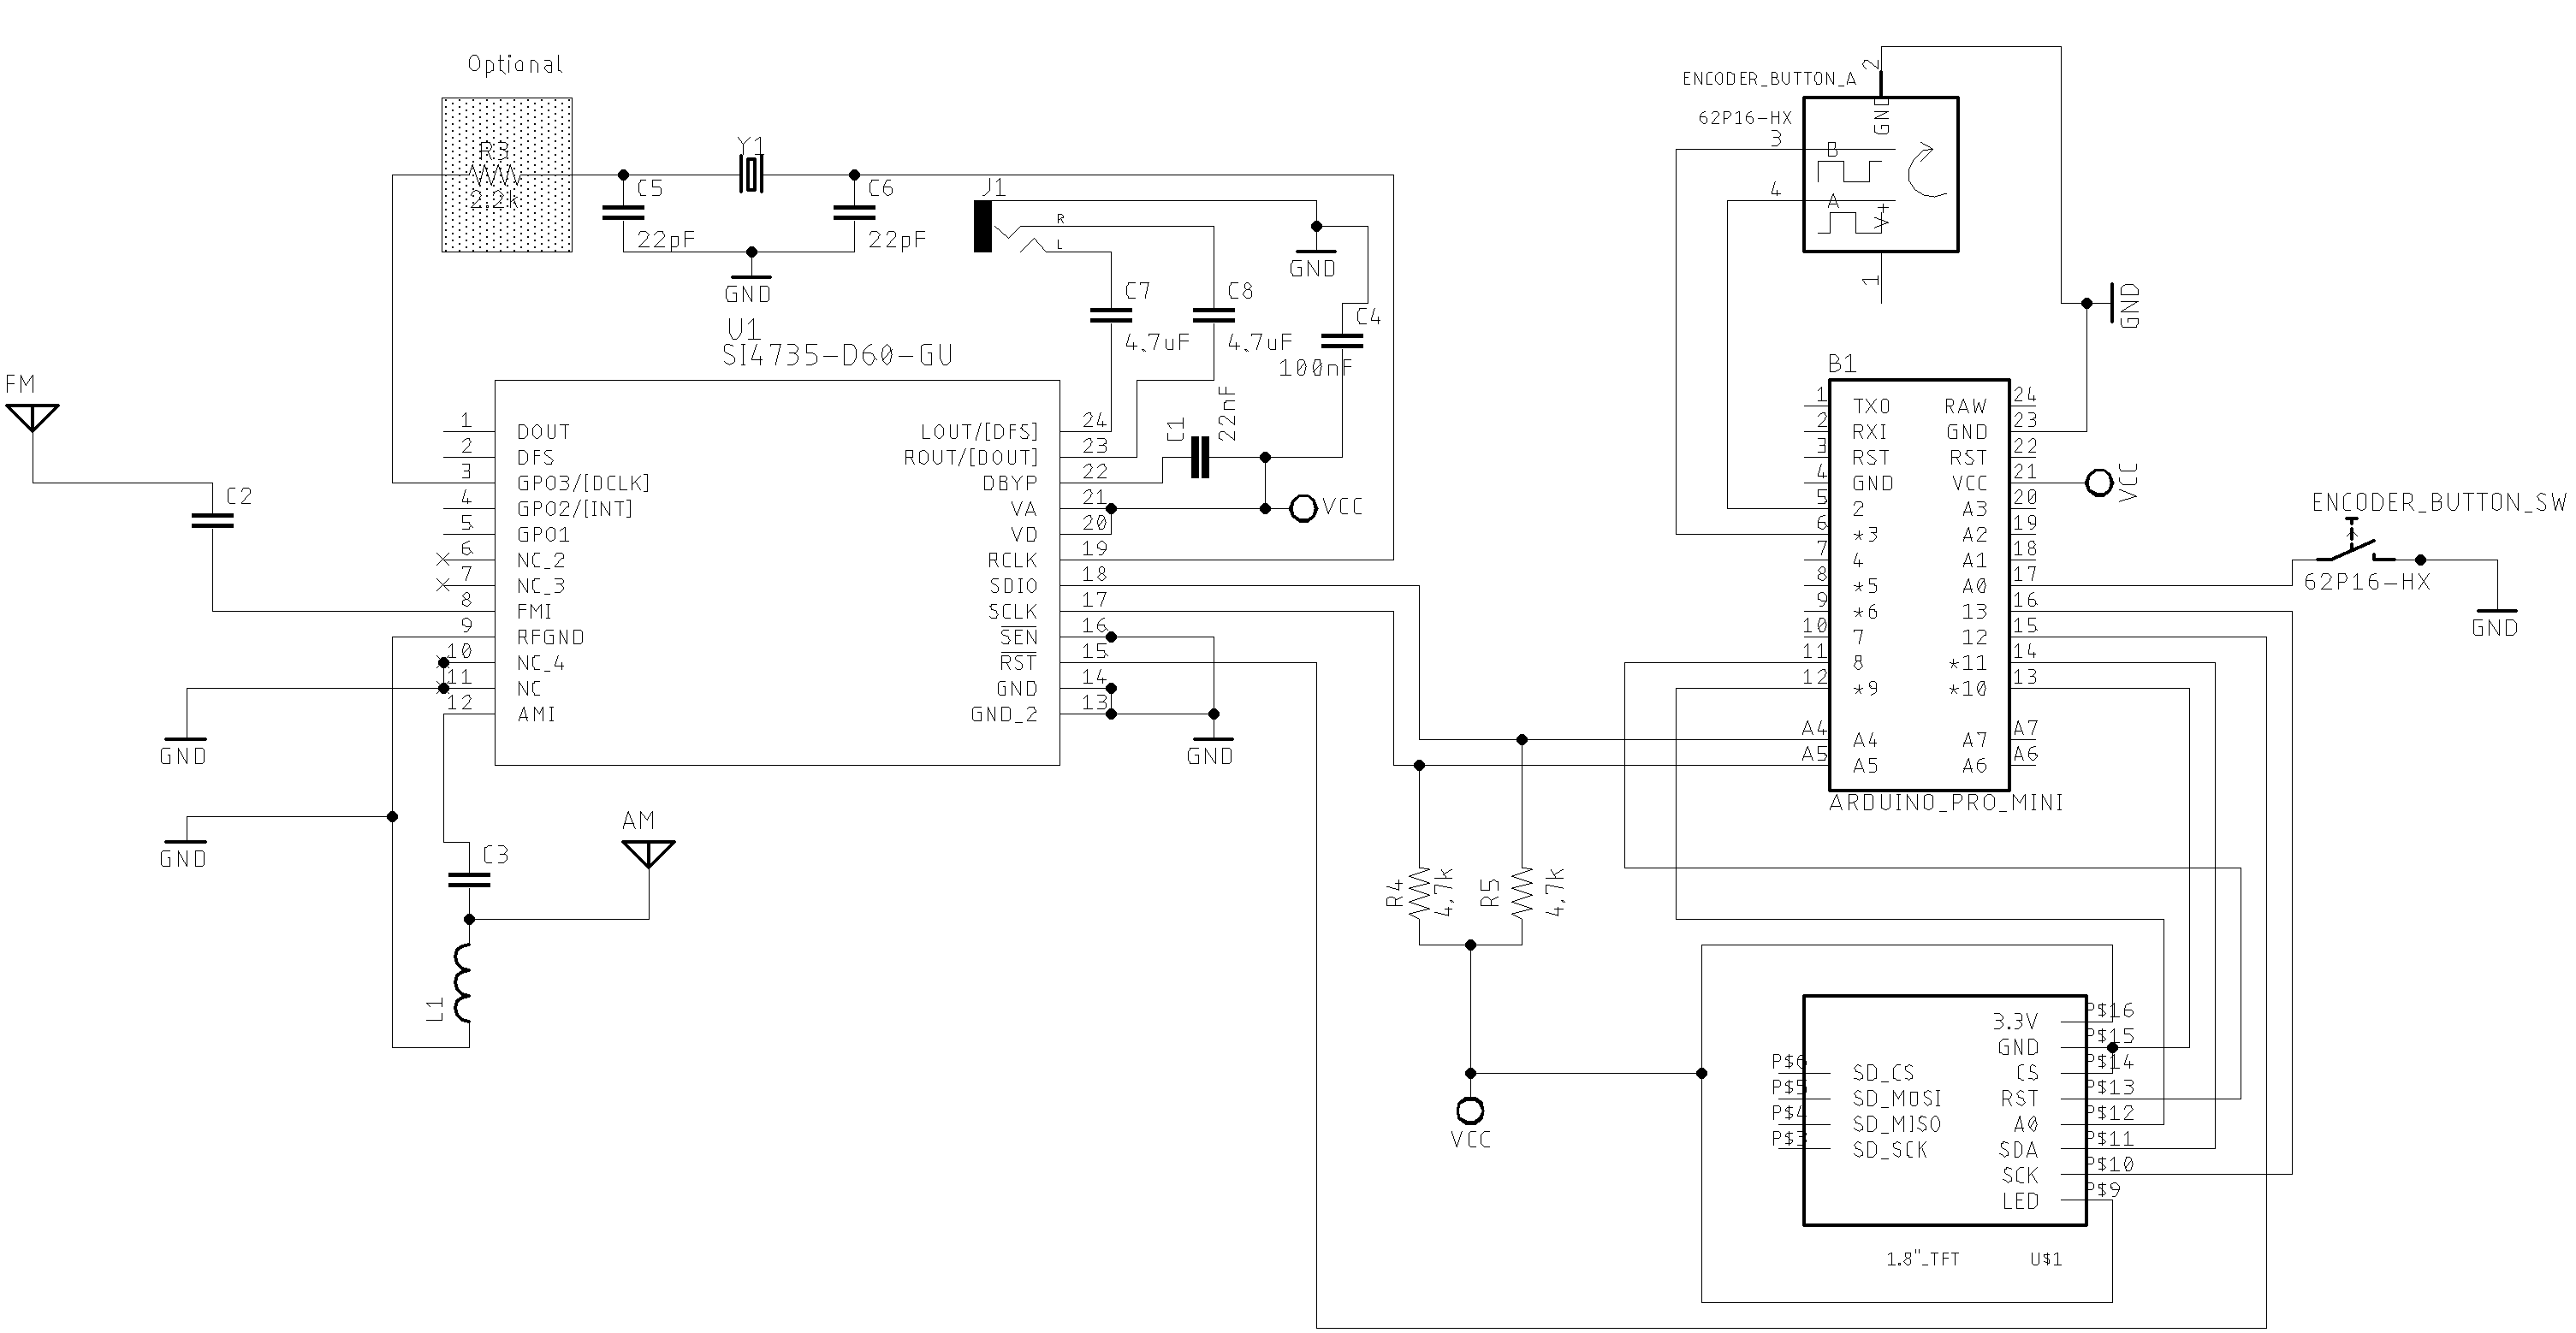 Optional
R3
2.2k
Y1
C5
22pF
C6
22pF
GND
J1
R
L
GND
C7
4.7uF
C8
4.7uF
C4
100nF
C1
22nF
VCC
U1
SI4735-D60-GU
1 DOUT
2 DFS
3 GPO3/[DCLK]
4 GPO2/[INT]
5 GPO1
6 NC_2
7 NC_3
8 FMI
9 RFGND
10 NC_4
11 NC
12 AMI
LOUT/[DFS] 24
ROUT/[DOUT] 23
DBYP 22
VA 21
VD 20
RCLK 19
SDIO 18
SCLK 17
SEN 16
RST 15
GND 14
GND_2 13
GND
FM
C2
GND
GND
C3
AM
L1
R4
4,7k
R5
4,7k
VCC
ENCODER_BUTTON_A
62P16-HX
2
GND
3
B
4
A
V+
1
GND
B1
1 TX0
2 RXI
3 RST
4 GND
5 2
6 *3
7 4
8 *5
9 *6
10 7
11 8
12 *9
A4 A4
A5 A5
RAW 24
GND 23
RST 22
VCC 21
A3 20
A2 19
A1 18
A0 17
13 16
12 15
*11 14
*10 13
A7 A7
A6 A6
ARDUINO_PRO_MINI
VCC
ENCODER_BUTTON_SW
62P16-HX
GND
P$6 SD_CS
P$5 SD_MOSI
P$4 SD_MISO
P$3 SD_SCK
3.3V P$16
GND P$15
CS P$14
RST P$13
A0 P$12
SDA P$11
SCK P$10
LED P$9
1.8"_TFT
U$1